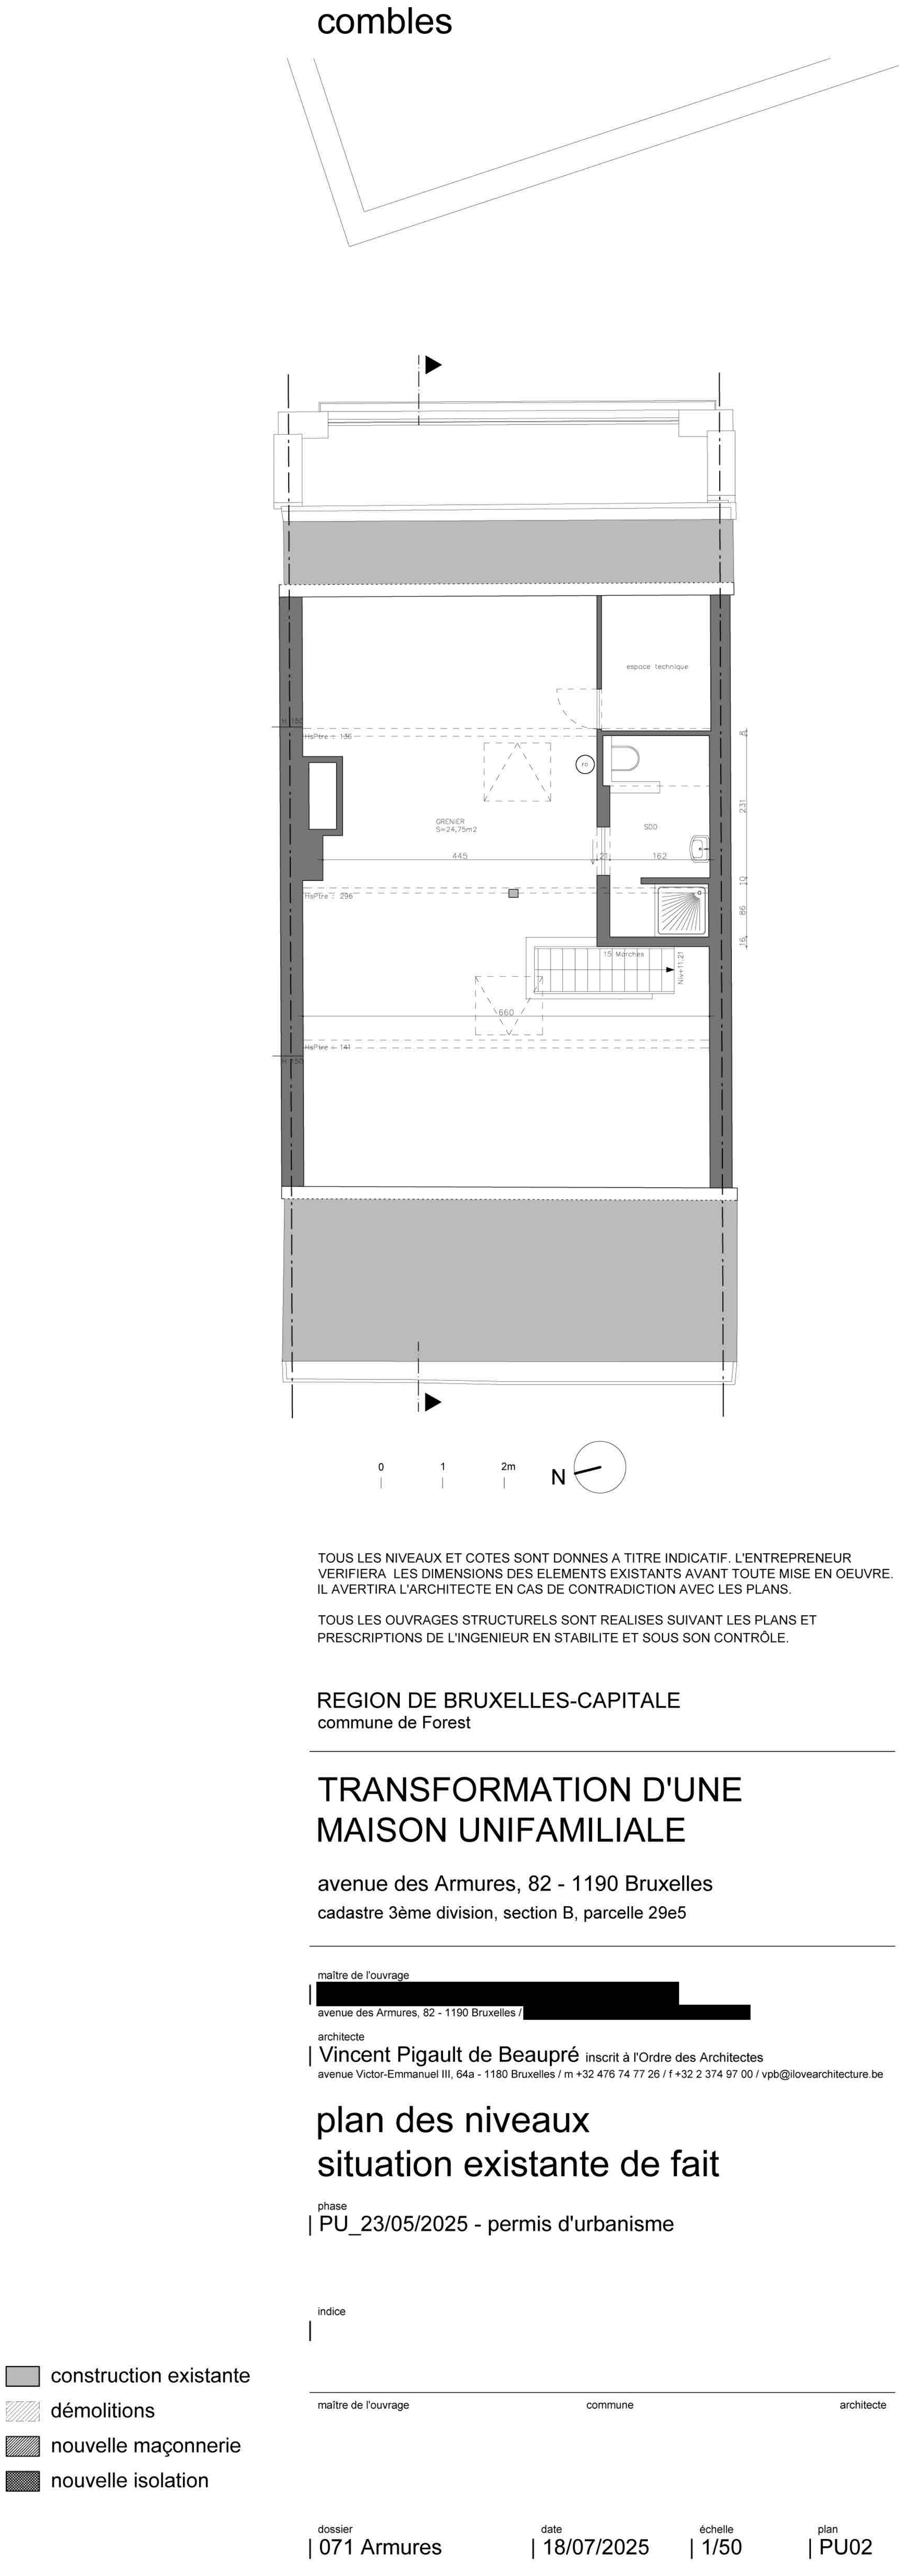 combles
espace technique
H 150
HsPtre : 136
8
FD
231
GRENIER
S=24,75m2
SDD
445
21
162
10
HsPtre : 296
86
16
15 Marches
Niv+11.21
660
HsPtre : 141
H 150
0 1 2m
N
TOUS LES NIVEAUX ET COTES SONT DONNES A TITRE INDICATIF. L'ENTREPRENEUR
VERIFIERA LES DIMENSIONS DES ELEMENTS EXISTANTS AVANT TOUTE MISE EN OEUVRE.
IL AVERTIRA L'ARCHITECTE EN CAS DE CONTRADICTION AVEC LES PLANS.
TOUS LES OUVRAGES STRUCTURELS SONT REALISES SUIVANT LES PLANS ET
PRESCRIPTIONS DE L'INGENIEUR EN STABILITE ET SOUS SON CONTRÔLE.
REGION DE BRUXELLES-CAPITALE
commune de Forest
TRANSFORMATION D'UNE
MAISON UNIFAMILIALE
avenue des Armures, 82 - 1190 Bruxelles
cadastre 3ème division, section B, parcelle 29e5
maître de l'ouvrage
avenue des Armures, 82 - 1190 Bruxelles /
architecte
Vincent Pigault de Beaupré inscrit à l'Ordre des Architectes
avenue Victor-Emmanuel III, 64a - 1180 Bruxelles / m +32 476 74 77 26 / f +32 2 374 97 00 / vpb@ilovearchitecture.be
plan des niveaux
situation existante de fait
phase
PU_23/05/2025 - permis d'urbanisme
indice
construction existante
démolitions
nouvelle maçonnerie
nouvelle isolation
maître de l'ouvrage commune architecte
dossier date échelle plan
071 Armures 18/07/2025 1/50 PU02